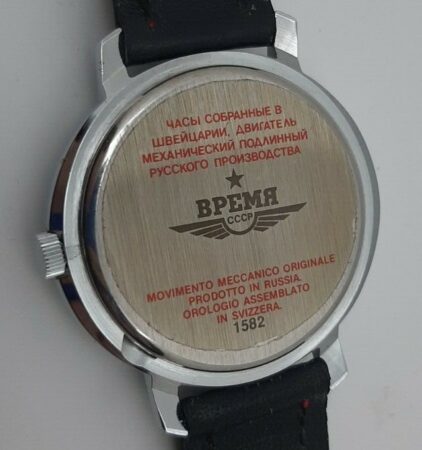 ЧАСЫ СОБРАННЫЕ В
ШВЕЙЦАРИИ, ДВИГАТЕЛЬ
МЕХАНИЧЕСКИЙ ПОДЛИННЫЙ
РУССКОГО ПРОИЗВОДСТВА
ВРЕМЯ
СССР
MOVIMENTO MECCANICO ORIGINALE
PRODOTTO IN RUSSIA.
OROLOGIO ASSEMBLATO
IN SVIZZERA.
1582